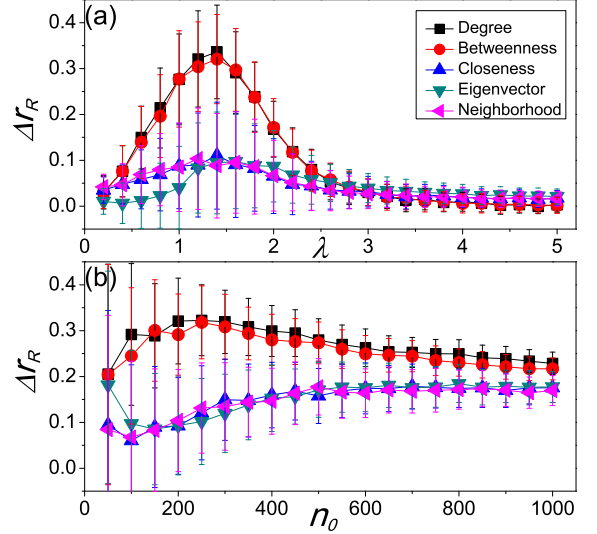 (a)
Degree
Betweenness
Closeness
Eigenvector
Neighborhood
0.4
0.3
0.2
0.1
0.0
Δr_R
0 1 2 3 4 5
λ
(b)
0.4
0.3
0.2
0.1
0.0
Δr_R
0 200 400 600 800 1000
n_0